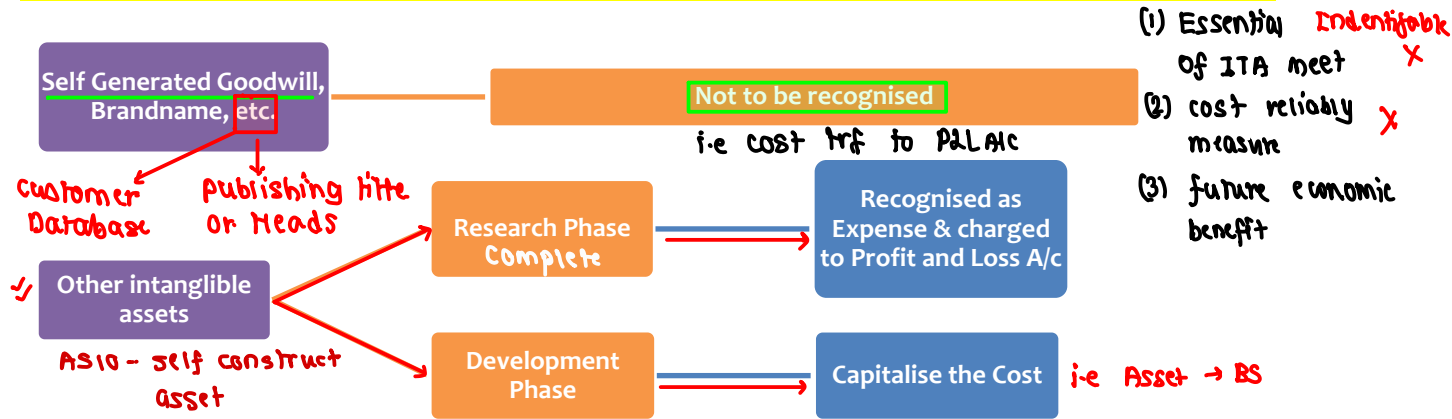 Self Generated Goodwill,
Brandname, etc.
Not to be recognised
i.e cost trf to P&L A/c
(1) Essential Indentifable
of ITA meet X
(2) cost reliably X
measure
(3) future economic
benefit
customer
Database
publishing title
or Heads
Research Phase
Complete
Recognised as
Expense & charged
to Profit and Loss A/c
Other intanglible
assets
AS10 - self construct
asset
Development
Phase
Capitalise the Cost
i.e Asset → BS